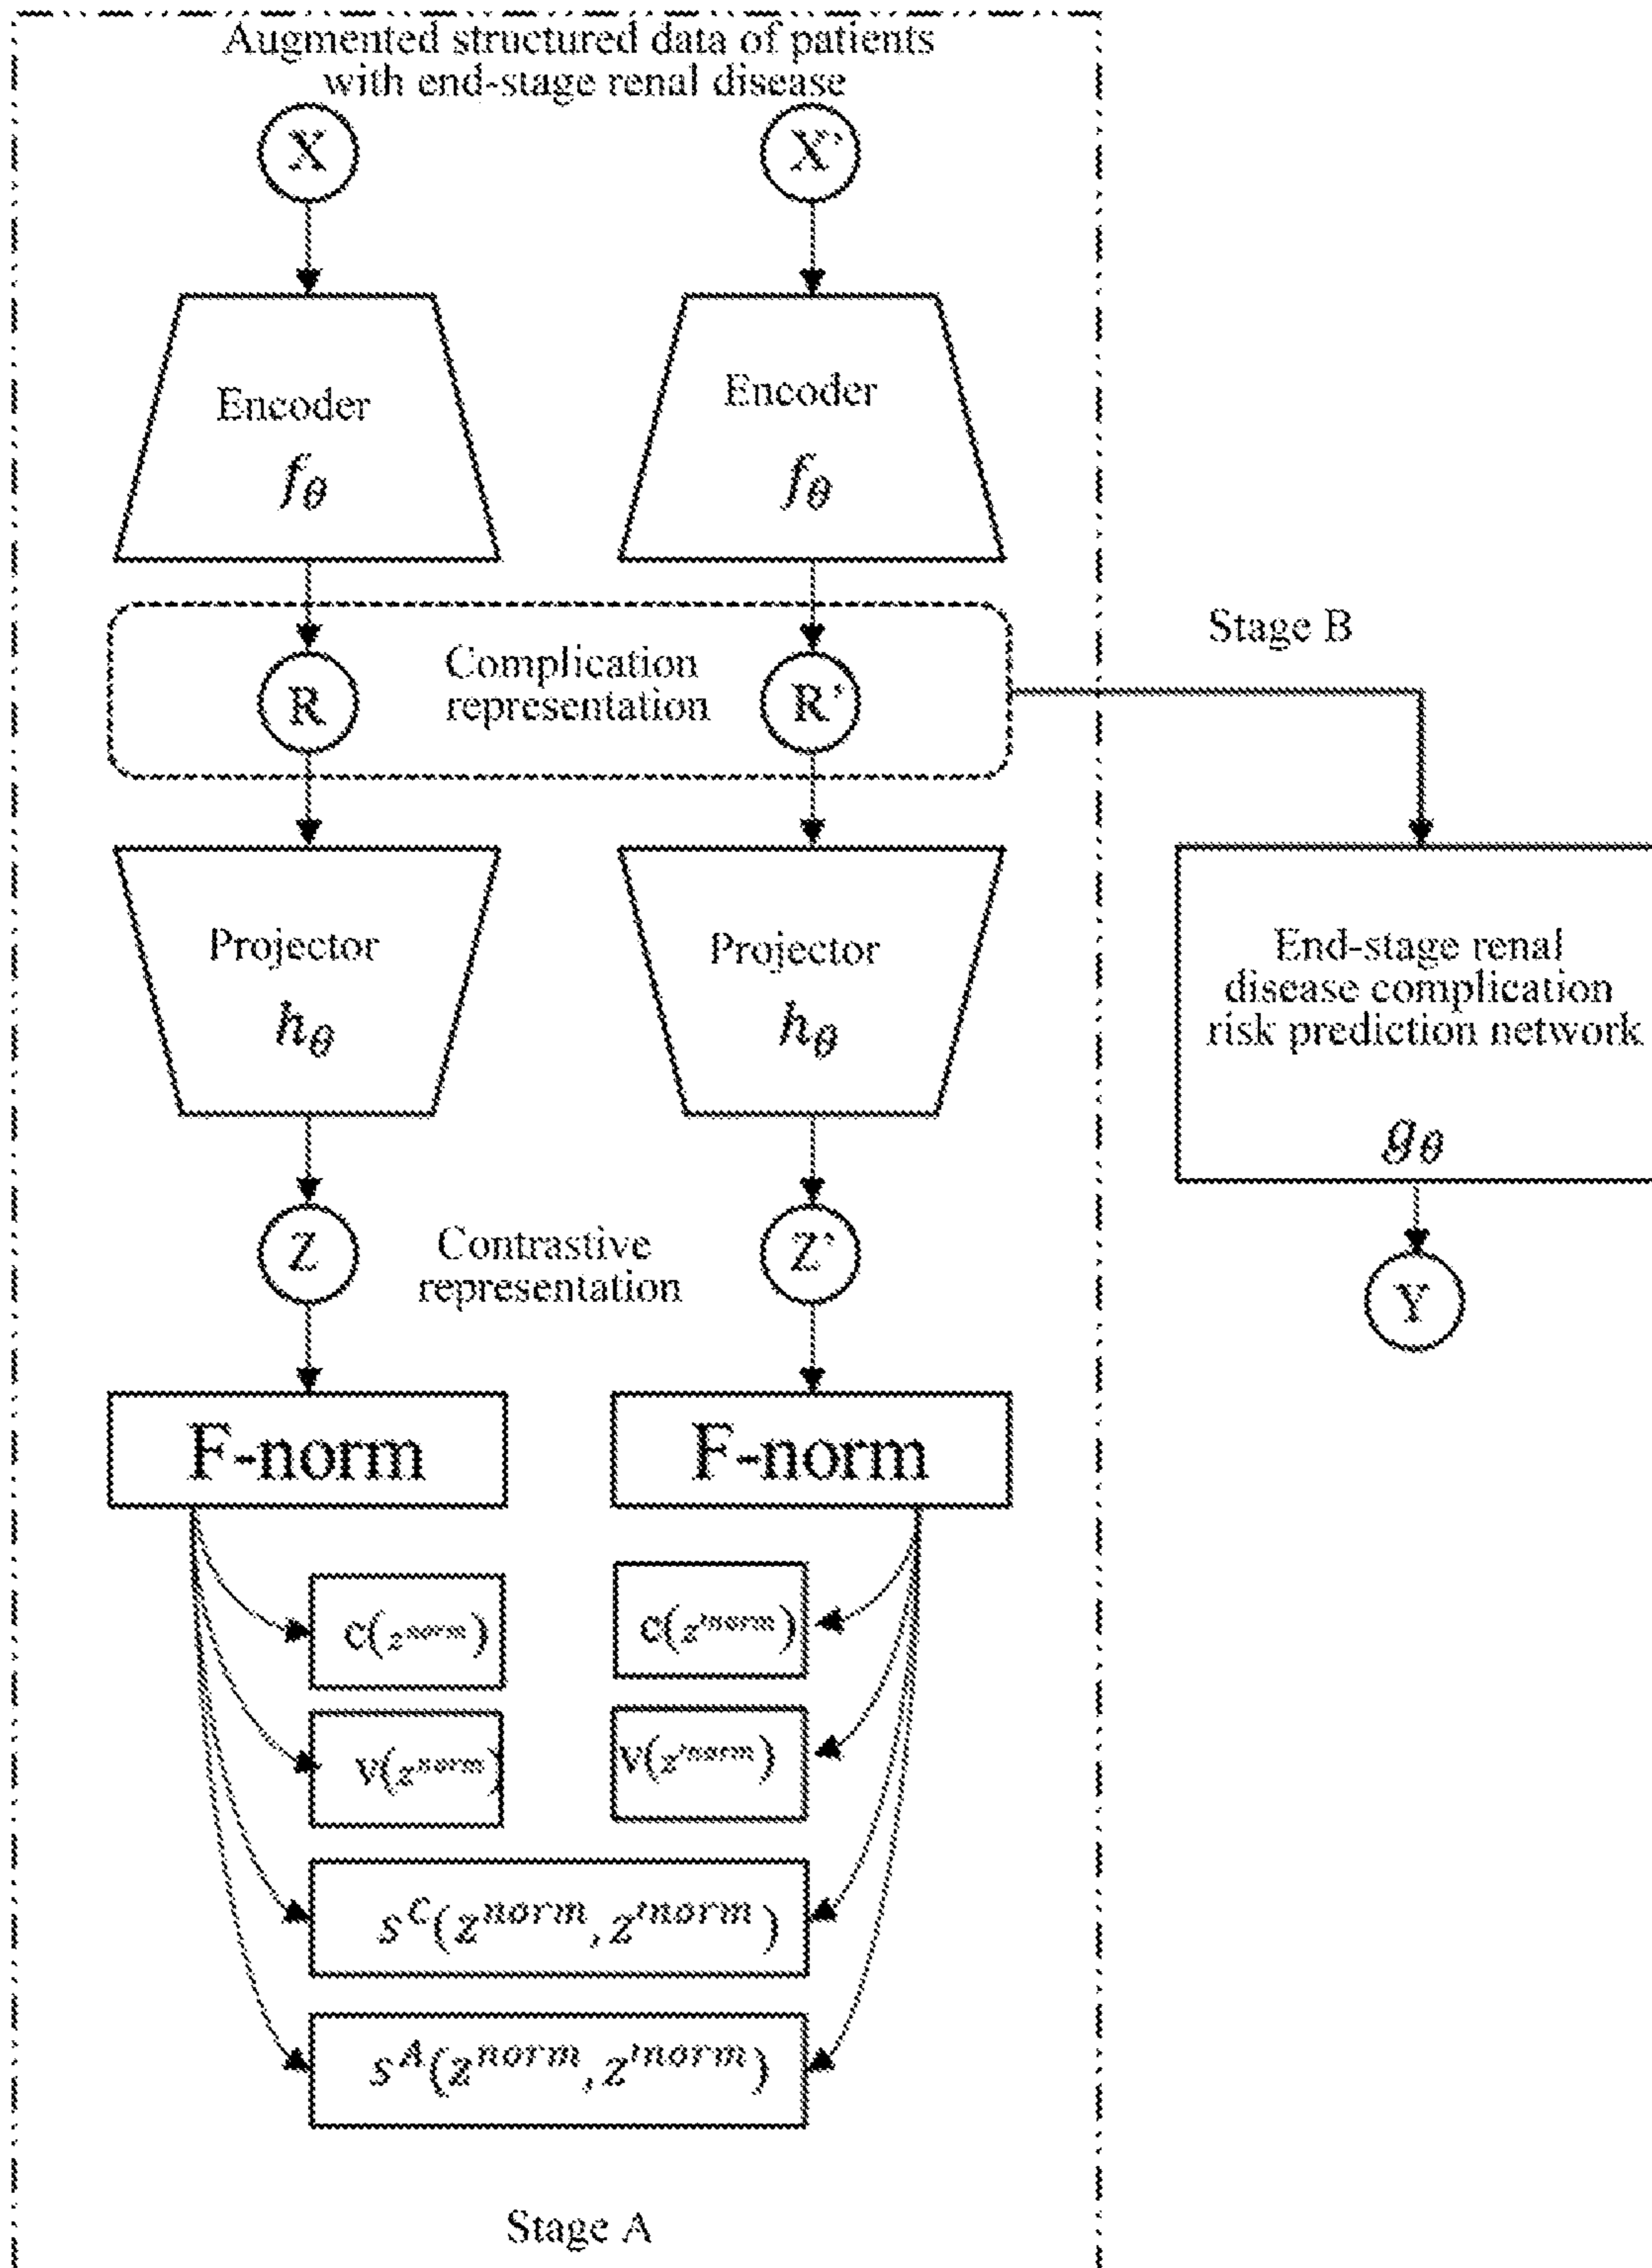 Augmented structured data of patients
with end-stage renal disease
X
X'
Encoder
fθ
Encoder
fθ
Stage B
R
Complication
representation
R'
Projector
hθ
Projector
hθ
End-stage renal
disease complication
risk prediction network
gθ
Z
Contrastive
representation
Z'
Y
F-norm
F-norm
c(z^norm)
c(z'^norm)
v(z^norm)
v(z'^norm)
s^C(z^norm, z'^norm)
s^A(z^norm, z'^norm)
Stage A